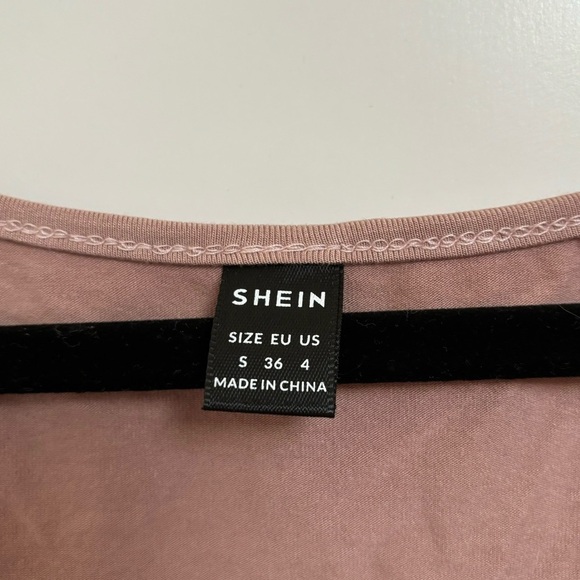 SHEIN
SIZE EU US
S 36 4
MADE IN CHINA